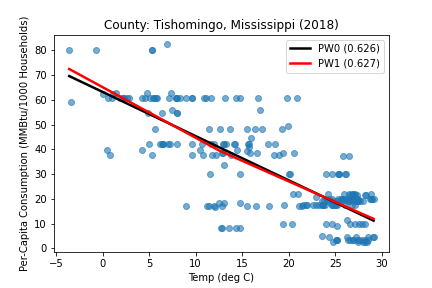 County: Tishomingo, Mississippi (2018)
Per-Capita Consumption (MMBtu/1000 Households)
80
70
60
50
40
30
20
10
0
PW0 (0.626)
PW1 (0.627)
−5 0 5 10 15 20 25 30
Temp (deg C)